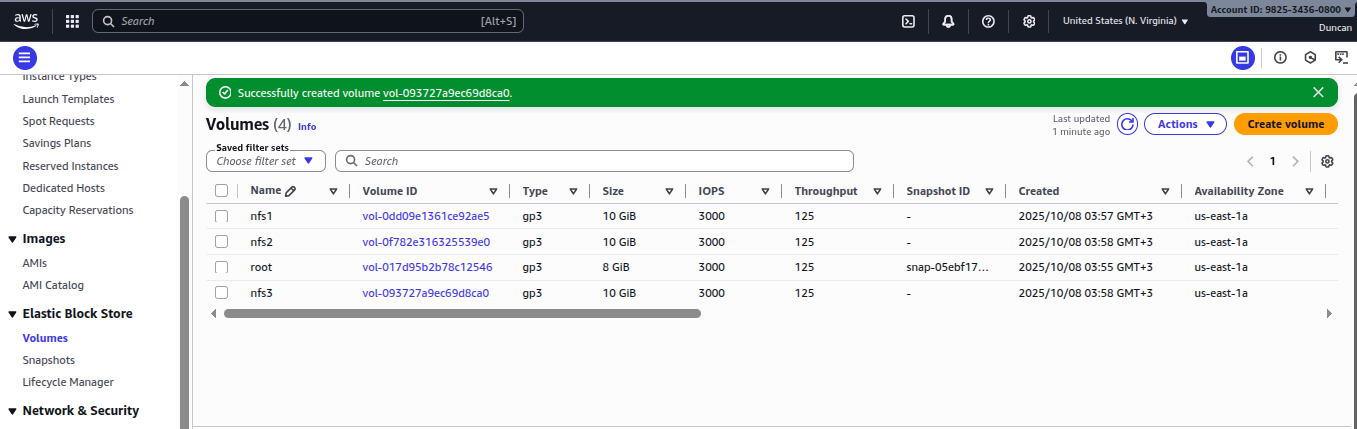 aws
Search [Alt+S]
United States (N. Virginia)
Account ID: 9825-3436-0800
Duncan
Instance Types
Launch Templates
Spot Requests
Savings Plans
Reserved Instances
Dedicated Hosts
Capacity Reservations
Images
AMIs
AMI Catalog
Elastic Block Store
Volumes
Snapshots
Lifecycle Manager
Network & Security
Successfully created volume vol-093727a9ec69d8ca0.
Volumes (4) Info
Last updated
1 minute ago
Actions
Create volume
Saved filter sets
Choose filter set
Search
1
Name Volume ID Type Size IOPS Throughput Snapshot ID Created Availability Zone
nfs1 vol-0dd09e1361ce92ae5 gp3 10 GiB 3000 125 - 2025/10/08 03:57 GMT+3 us-east-1a
nfs2 vol-0f782e316325539e0 gp3 10 GiB 3000 125 - 2025/10/08 03:58 GMT+3 us-east-1a
root vol-017d95b2b78c12546 gp3 8 GiB 3000 125 snap-05ebf17... 2025/10/08 03:55 GMT+3 us-east-1a
nfs3 vol-093727a9ec69d8ca0 gp3 10 GiB 3000 125 - 2025/10/08 03:58 GMT+3 us-east-1a